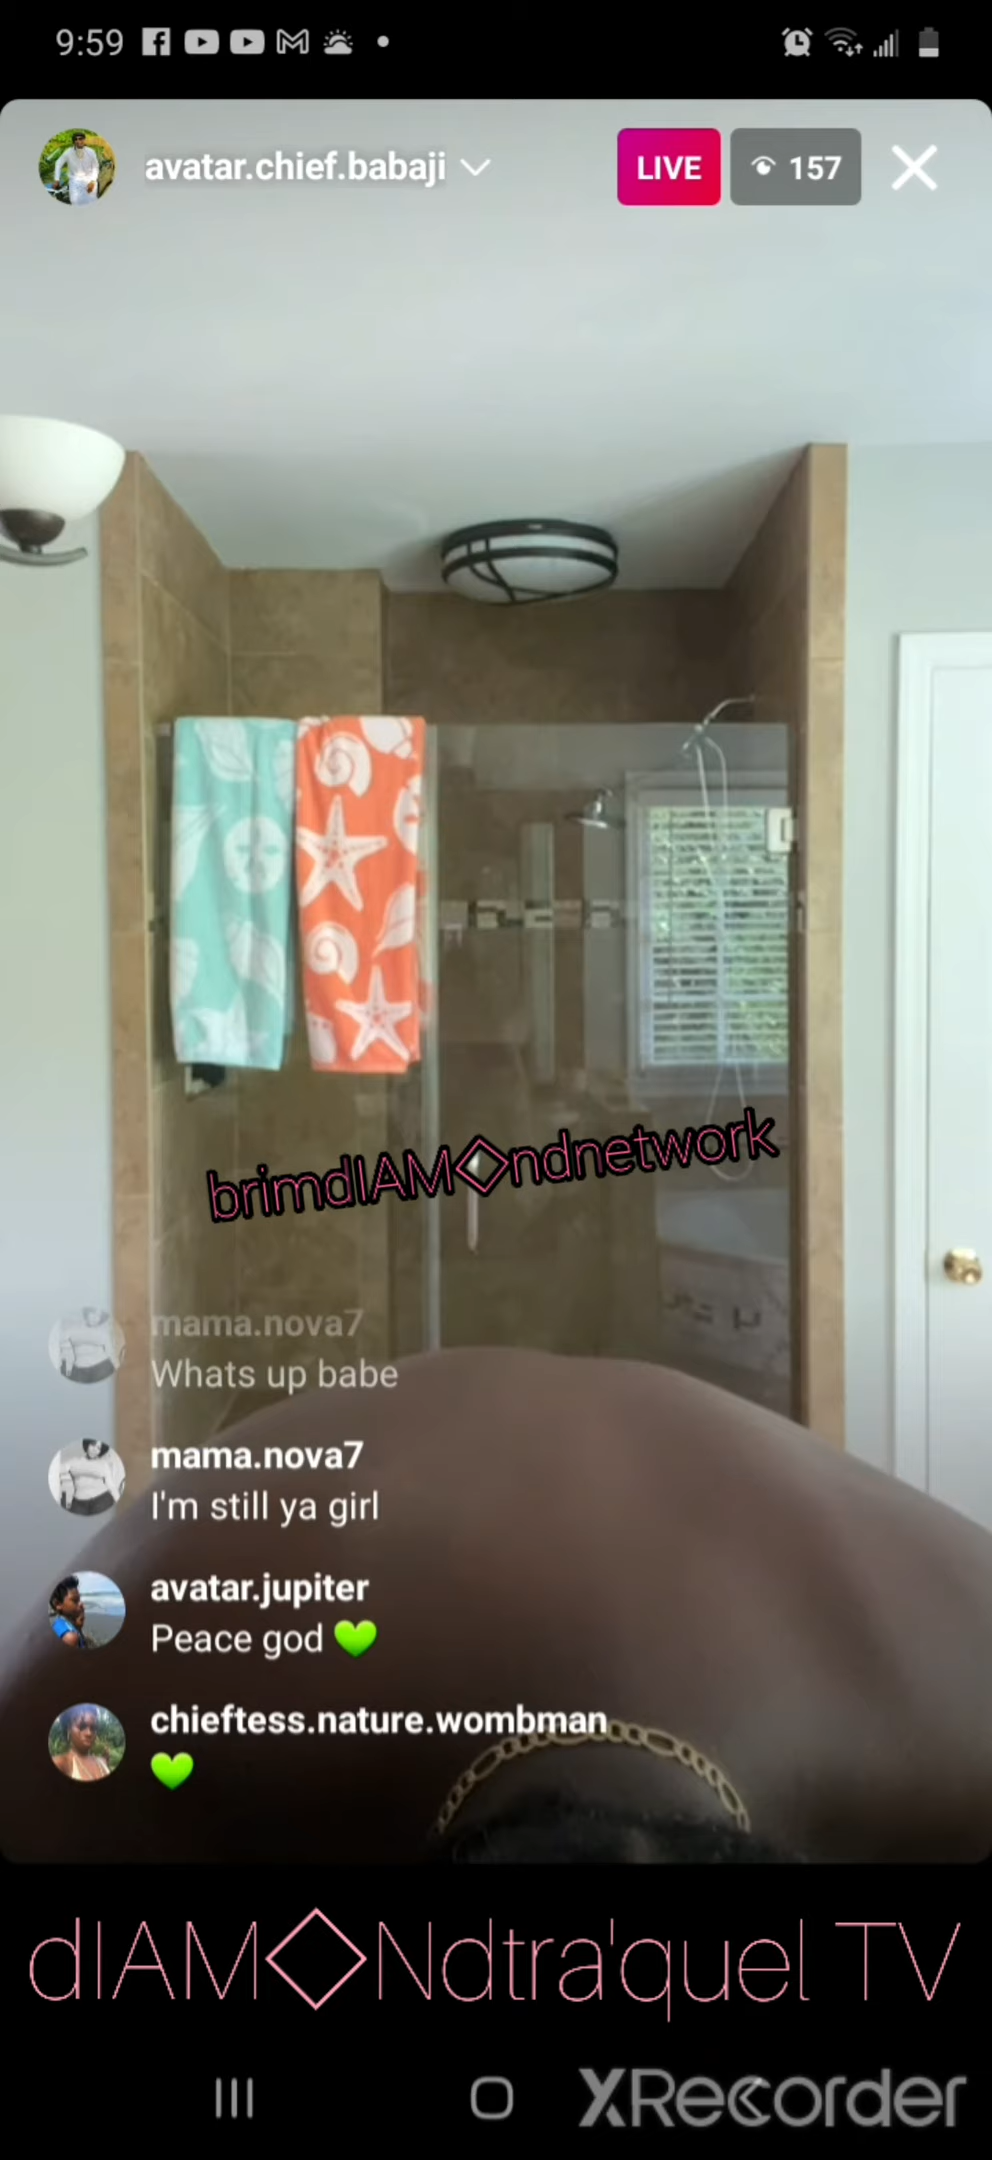 9:59
avatar.chief.babaji
LIVE
157
brimdIAM◇ndnetwork
mama.nova7
Whats up babe
mama.nova7
I'm still ya girl
avatar.jupiter
Peace god 💚
chieftess.nature.wombman
💚
dIAM◇Ndtra'quel TV
XRecorder